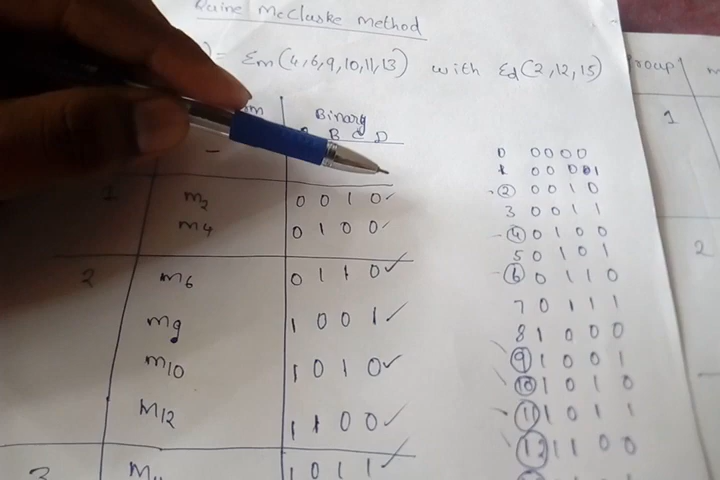 Quine McCluske Method
)= Σm(4,6,9,10,11,13) with Σd(2,12,15)
Binary
B C D
-
1 m2 0 0 1 0 ✓
m4 0 1 0 0 ✓
2 m6 0 1 1 0 ✓
m9 1 0 0 1 ✓
m10 1 0 1 0 ✓
m12 1 1 0 0 ✓
3 1 0 1 1 ✓
0 0 0 0 0
1 0 0 0 1
2 0 0 1 0
3 0 0 1 1
4 0 1 0 0
5 0 1 0 1
6 0 1 1 0
7 0 1 1 1
8 1 0 0 0
9 1 0 0 1
10 1 0 1 0
11 1 0 1 1
12 1 1 0 0
Group
1
2